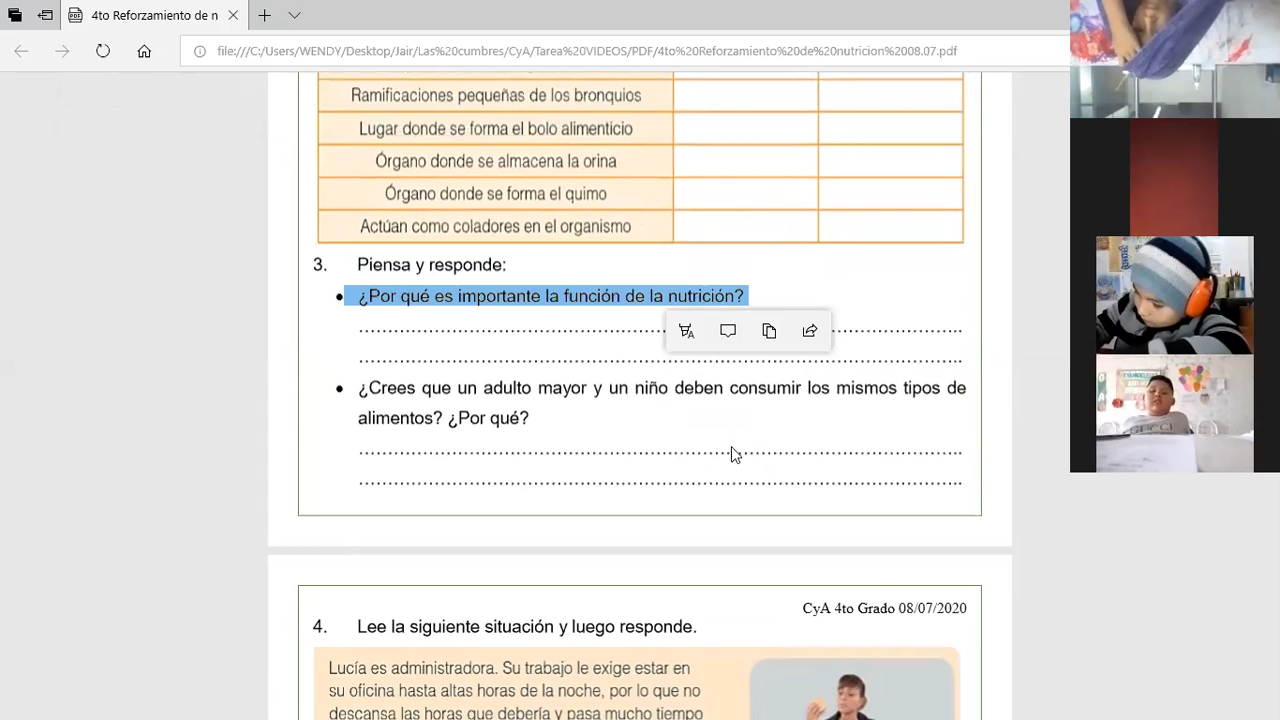 4to Reforzamiento de n
file:///C:/Users/WENDY/Desktop/Jair/Las%20cumbres/CyA/Tarea%20VIDEOS/PDF/4to%20Reforzamiento%20de%20nutricion%2008.07.pdf
Ramificaciones pequeñas de los bronquios
Lugar donde se forma el bolo alimenticio
Órgano donde se almacena la orina
Órgano donde se forma el quimo
Actúan como coladores en el organismo
3. Piensa y responde:
• ¿Por qué es importante la función de la nutrición?
• ¿Crees que un adulto mayor y un niño deben consumir los mismos tipos de
alimentos? ¿Por qué?
GUCCI
CyA 4to Grado 08/07/2020
4. Lee la siguiente situación y luego responde.
Lucía es administradora. Su trabajo le exige estar en
su oficina hasta altas horas de la noche, por lo que no
descansa las horas que debería y pasa mucho tiempo